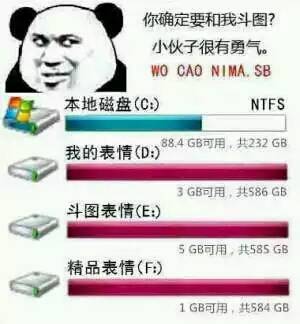 你确定要和我斗图?
小伙子很有勇气。
WO CAO NIMA.SB
本地磁盘(C:) NTFS
88.4 GB可用，共232 GB
我的表情(D:)
3 GB可用，共586 GB
斗图表情(E:)
5 GB可用，共585 GB
精品表情(F:)
1 GB可用，共584 GB